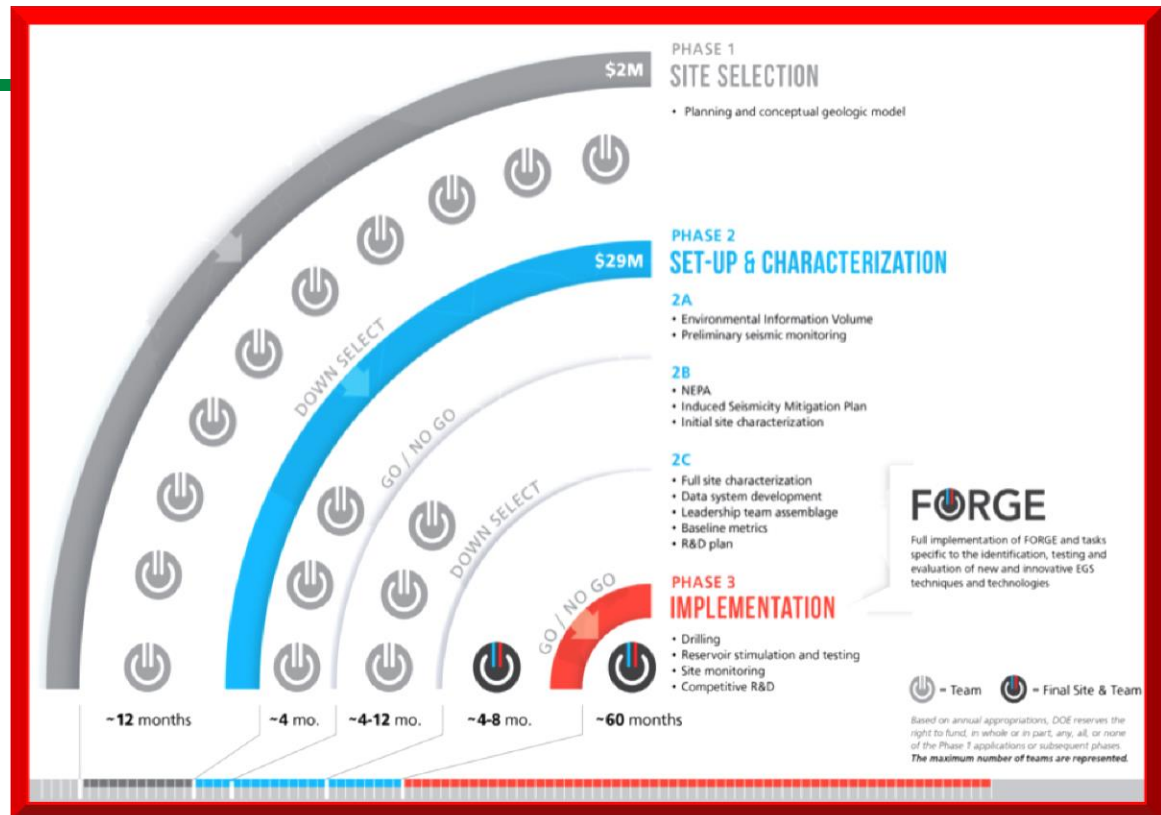 PHASE 1
$2M
SITE SELECTION
• Planning and conceptual geologic model
PHASE 2
$29M
SET-UP & CHARACTERIZATION
2A
• Environmental Information Volume
• Preliminary seismic monitoring
DOWN SELECT
2B
• NEPA
• Induced Seismicity Mitigation Plan
• Initial site characterization
GO / NO GO
2C
• Full site characterization
• Data system development
• Leadership team assemblage
• Baseline metrics
• R&D plan
DOWN SELECT
FORGE
Full implementation of FORGE and tasks
specific to the identification, testing and
evaluation of new and innovative EGS
techniques and technologies
PHASE 3
IMPLEMENTATION
GO / NO GO
• Drilling
• Reservoir stimulation and testing
• Site monitoring
• Competitive R&D
= Team
= Final Site & Team
~12 months
~4 mo.
~4-12 mo.
~4-8 mo.
~60 months
Based on annual appropriations, DOE reserves the
right to fund, in whole or in part, any, all, or none
of the Phase 1 applications or subsequent phases.
The maximum number of teams are represented.